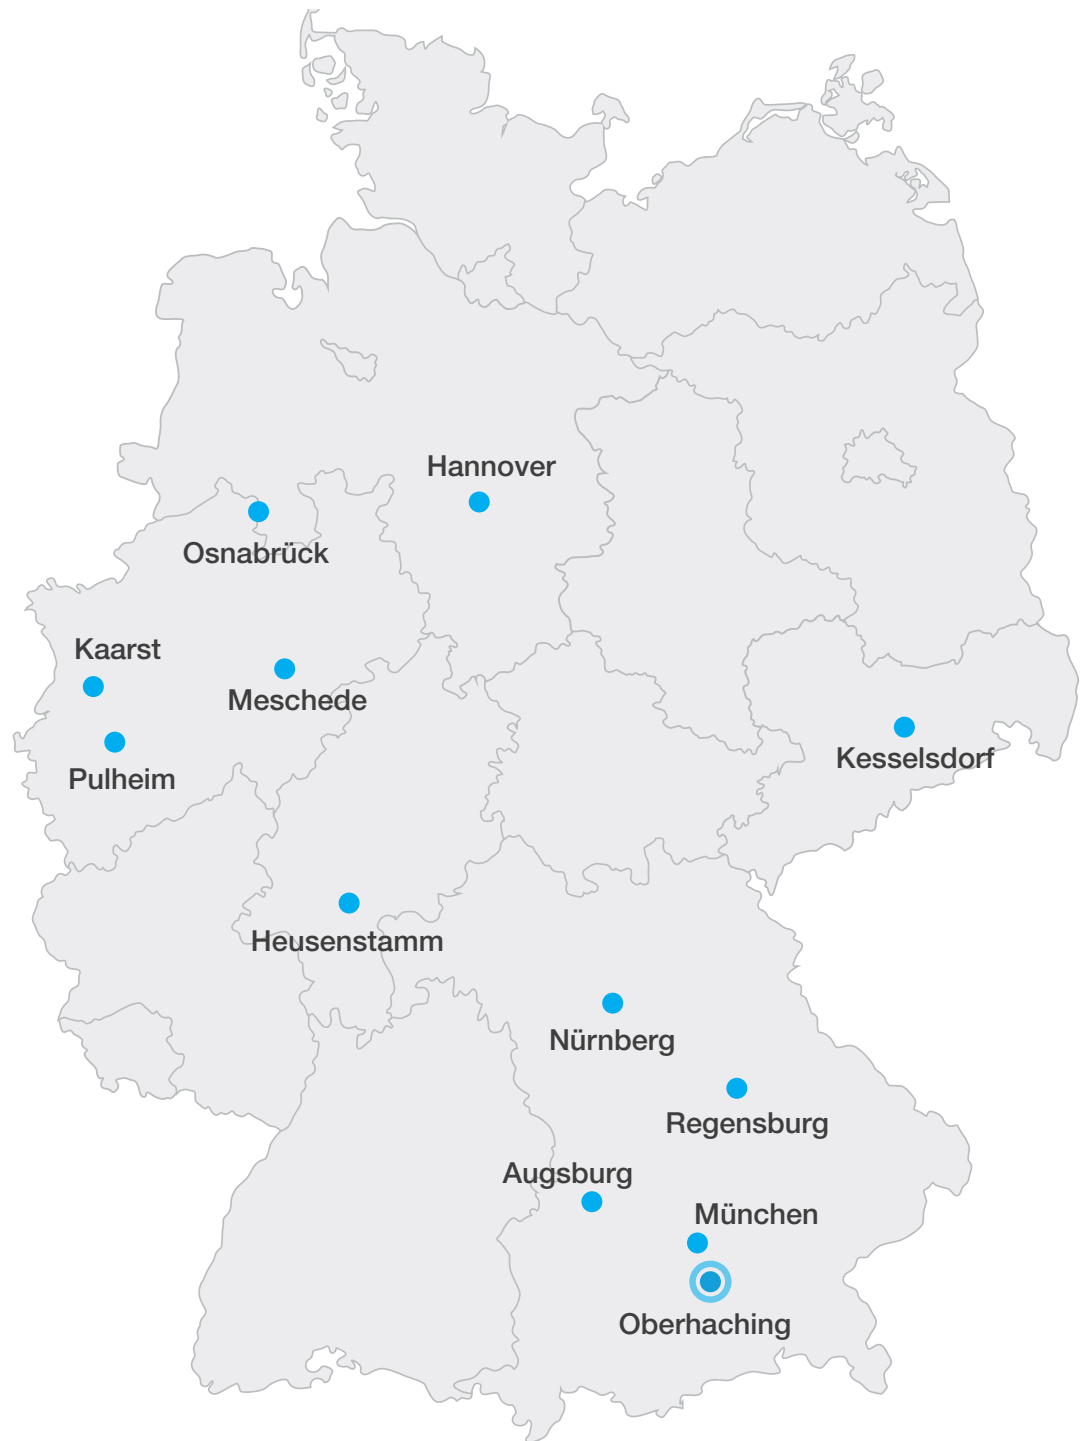 Hannover
Osnabrück
Kaarst
Meschede
Kesselsdorf
Pulheim
Heusenstamm
Nürnberg
Regensburg
Augsburg
München
Oberhaching